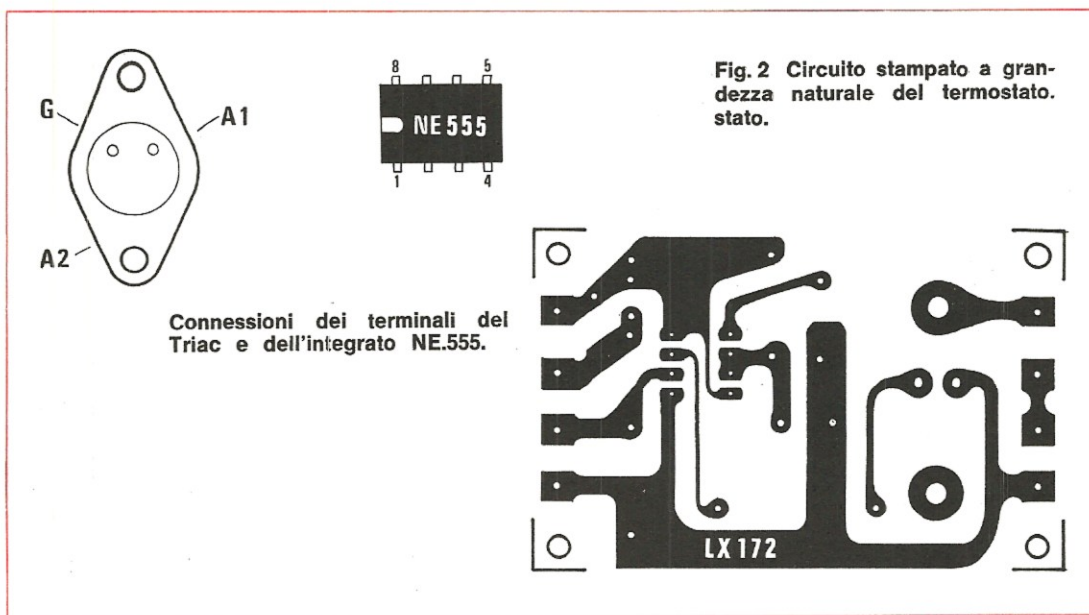 G
A1
A2
8
5
NE 555
1
4
Fig. 2 Circuito stampato a gran-
dezza naturale del termostato.
stato.
Connessioni dei terminali del
Triac e dell'integrato NE.555.
LX 172